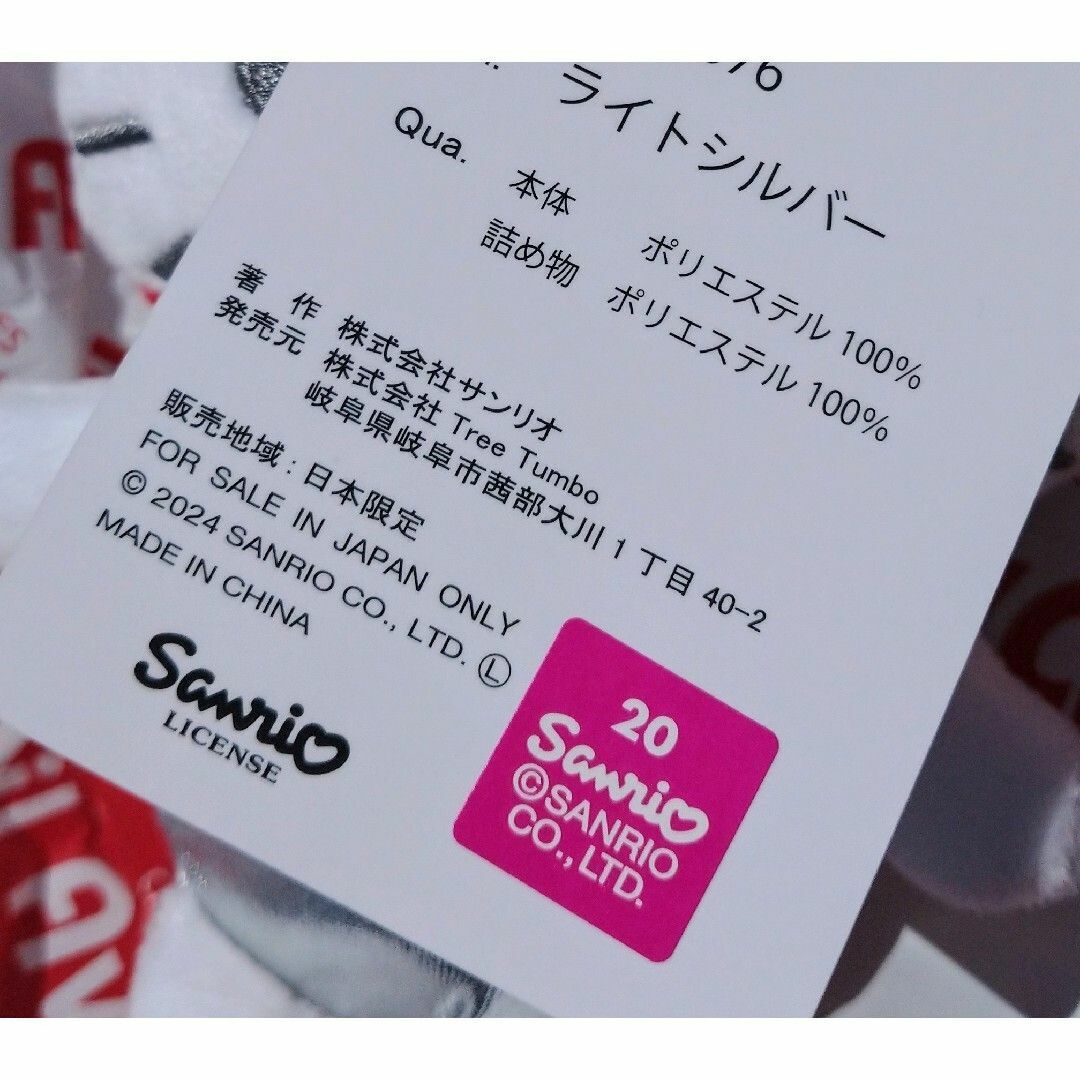 ライトシルバー
Qua. 本体 ポリエステル 100%
詰め物 ポリエステル 100%
著 作 株式会社サンリオ
発売元 株式会社 Tree Tumbo
岐阜県岐阜市茜部大川 1 丁目 40-2
販売地域：日本限定
FOR SALE IN JAPAN ONLY
© 2024 SANRIO CO., LTD. Ⓛ
MADE IN CHINA
Sanrio
LICENSE
20
Sanrio
©SANRIO
CO., LTD.